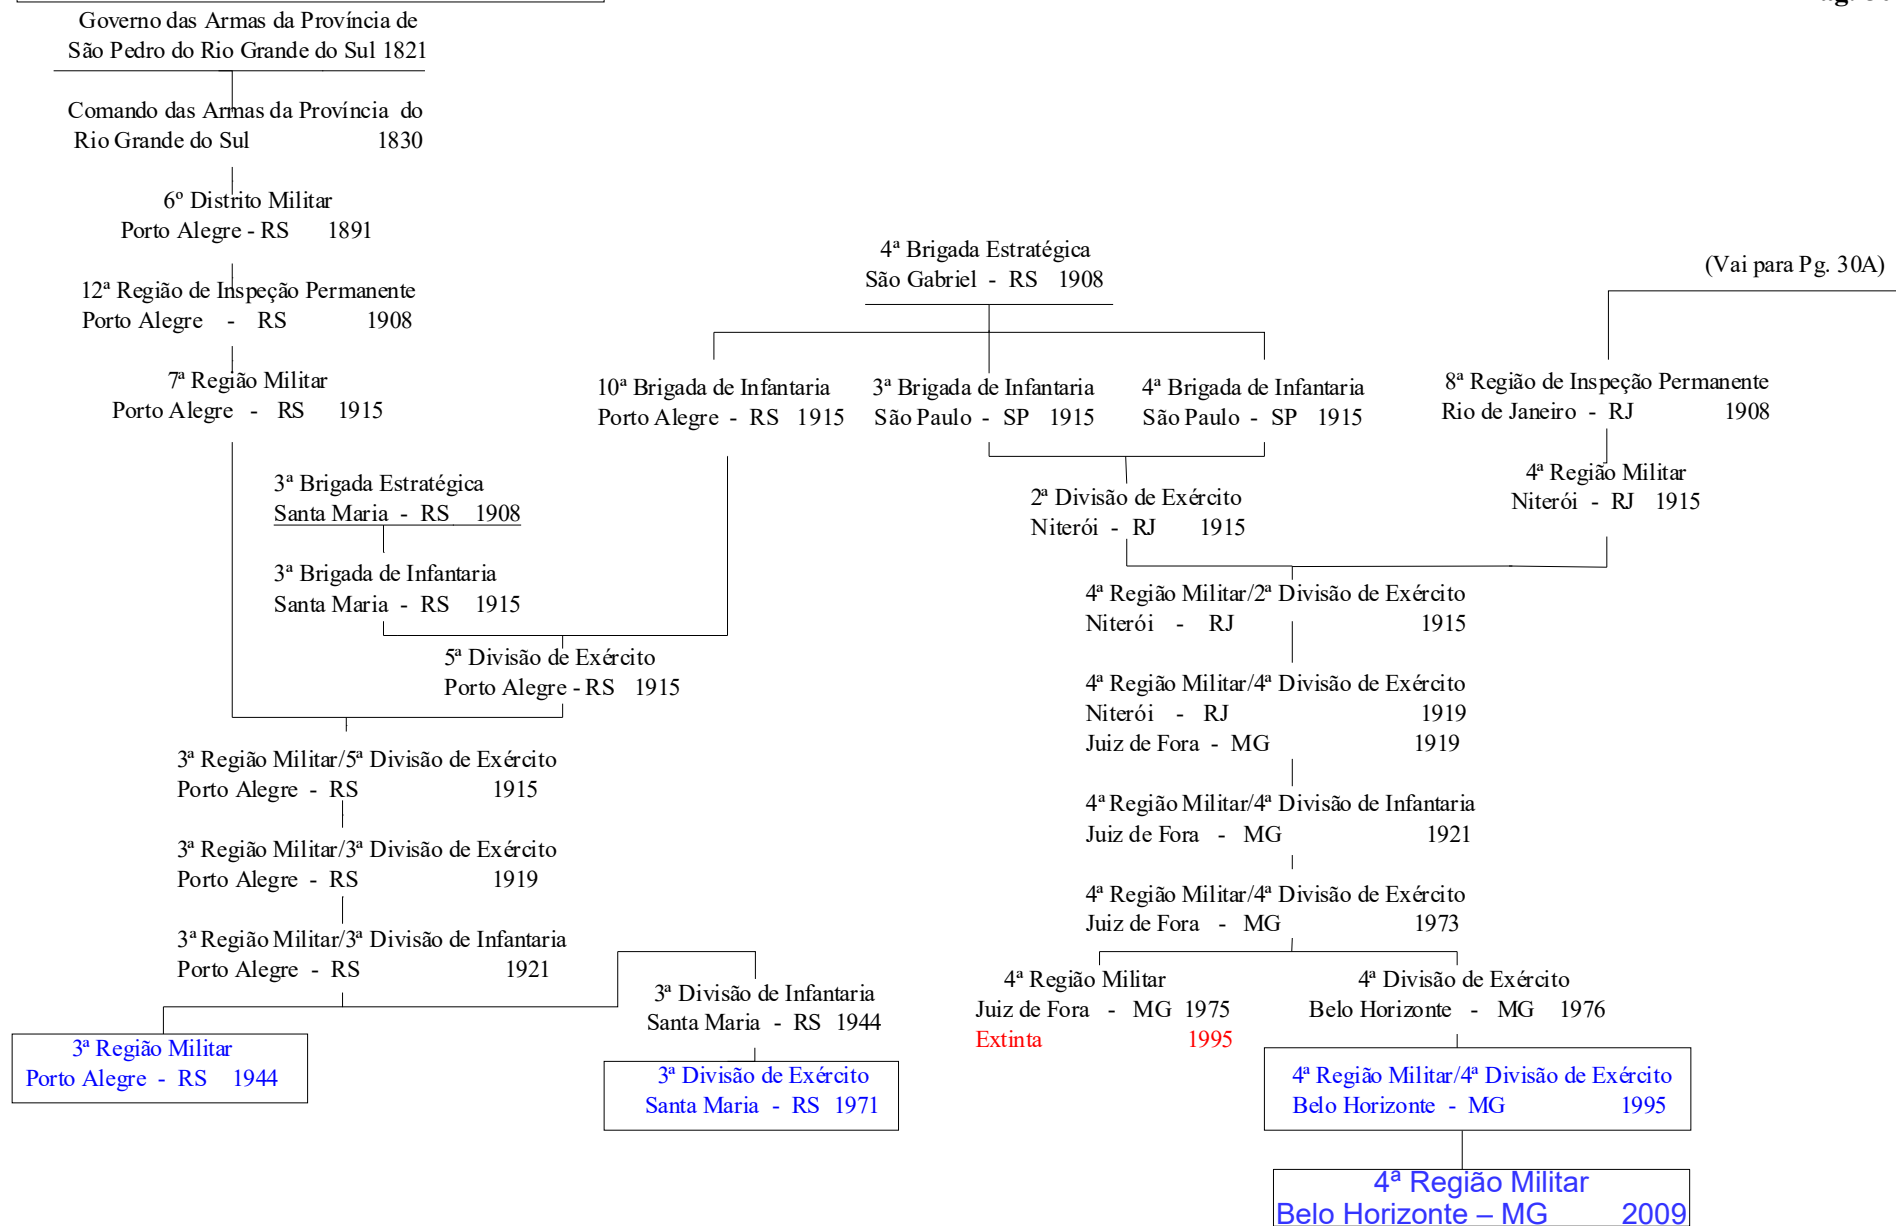 Governo das Armas da Província de
São Pedro do Rio Grande do Sul 1821
Comando das Armas da Província do
Rio Grande do Sul 1830
6º Distrito Militar
Porto Alegre - RS 1891
12ª Região de Inspeção Permanente
Porto Alegre - RS 1908
7ª Região Militar
Porto Alegre - RS 1915
3ª Brigada Estratégica
Santa Maria - RS 1908
3ª Brigada de Infantaria
Santa Maria - RS 1915
4ª Brigada Estratégica
São Gabriel - RS 1908
10ª Brigada de Infantaria
Porto Alegre - RS 1915
3ª Brigada de Infantaria
São Paulo - SP 1915
4ª Brigada de Infantaria
São Paulo - SP 1915
5ª Divisão de Exército
Porto Alegre - RS 1915
3ª Região Militar/5ª Divisão de Exército
Porto Alegre - RS 1915
3ª Região Militar/3ª Divisão de Exército
Porto Alegre - RS 1919
3ª Região Militar/3ª Divisão de Infantaria
Porto Alegre - RS 1921
3ª Região Militar
Porto Alegre - RS 1944
3ª Divisão de Infantaria
Santa Maria - RS 1944
3ª Divisão de Exército
Santa Maria - RS 1971
(Vai para Pg. 30A)
8ª Região de Inspeção Permanente
Rio de Janeiro - RJ 1908
4ª Região Militar
Niterói - RJ 1915
2ª Divisão de Exército
Niterói - RJ 1915
4ª Região Militar/2ª Divisão de Exército
Niterói - RJ 1915
4ª Região Militar/4ª Divisão de Exército
Niterói - RJ 1919
Juiz de Fora - MG 1919
4ª Região Militar/4ª Divisão de Infantaria
Juiz de Fora - MG 1921
4ª Região Militar/4ª Divisão de Exército
Juiz de Fora - MG 1973
4ª Região Militar
Juiz de Fora - MG 1975
Extinta 1995
4ª Divisão de Exército
Belo Horizonte - MG 1976
4ª Região Militar/4ª Divisão de Exército
Belo Horizonte - MG 1995
4ª Região Militar
Belo Horizonte – MG 2009